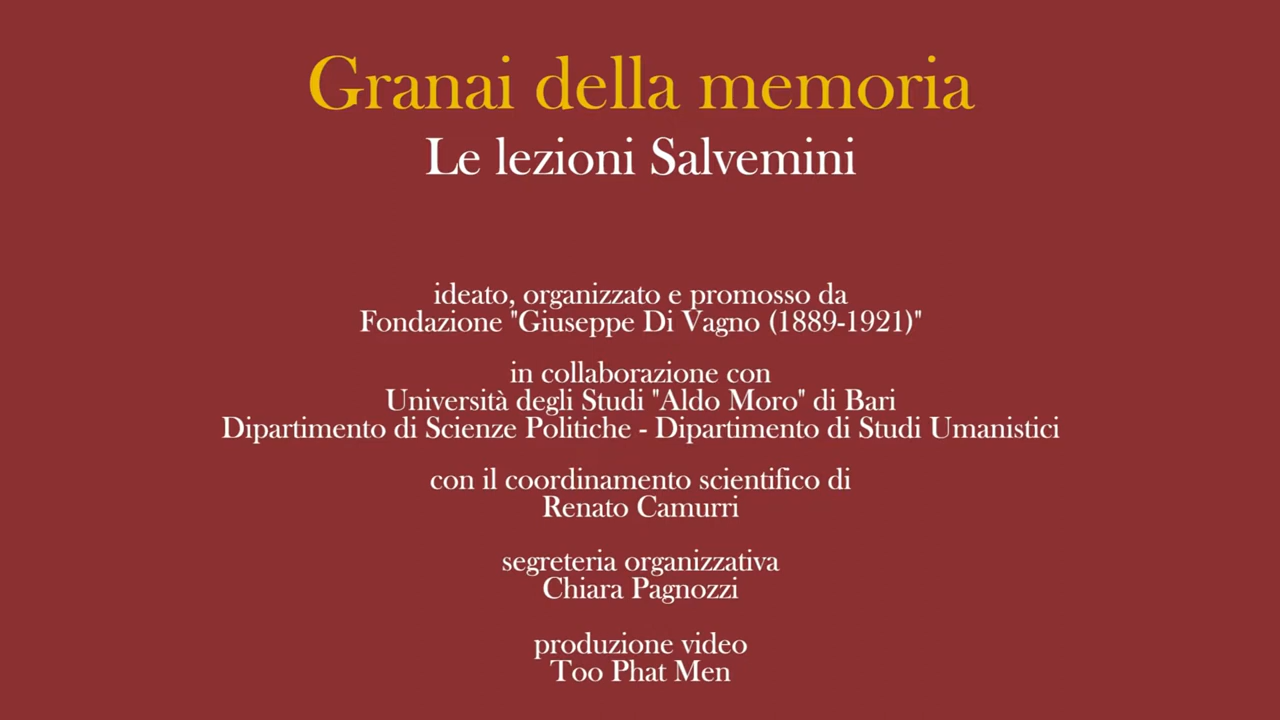 Granai della memoria
Le lezioni Salvemini
ideato, organizzato e promosso da
Fondazione "Giuseppe Di Vagno (1889-1921)"
in collaborazione con
Università degli Studi "Aldo Moro" di Bari
Dipartimento di Scienze Politiche - Dipartimento di Studi Umanistici
con il coordinamento scientifico di
Renato Camurri
segreteria organizzativa
Chiara Pagnozzi
produzione video
Too Phat Men